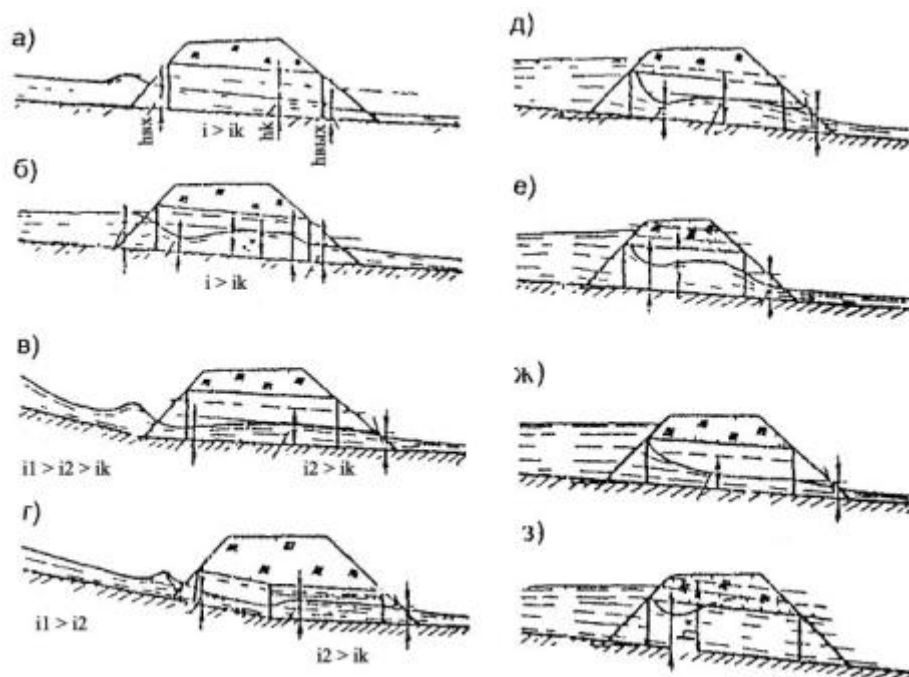 а)
hвх
i > ik
hk
hвых
б)
i > ik
в)
i1 > i2 > ik
i2 > ik
г)
i1 > i2
i2 > ik
д)
е)
ж)
з)